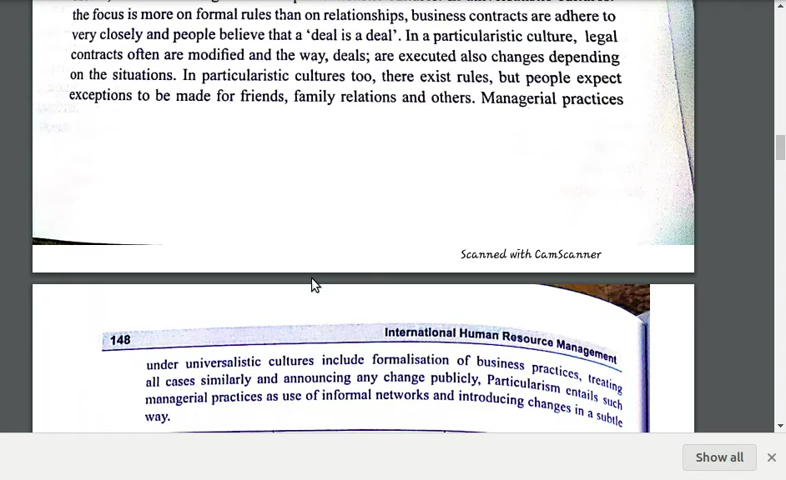 the focus is more on formal rules than on relationships, business contracts are adhere to
very closely and people believe that a ‘deal is a deal’. In a particularistic culture, legal
contracts often are modified and the way, deals; are executed also changes depending
on the situations. In particularistic cultures too, there exist rules, but people expect
exceptions to be made for friends, family relations and others. Managerial practices
Scanned with CamScanner
148 International Human Resource Management
under universalistic cultures include formalisation of business practices, treating
all cases similarly and announcing any change publicly, Particularism entails such
managerial practices as use of informal networks and introducing changes in a subtle
way.
Show all